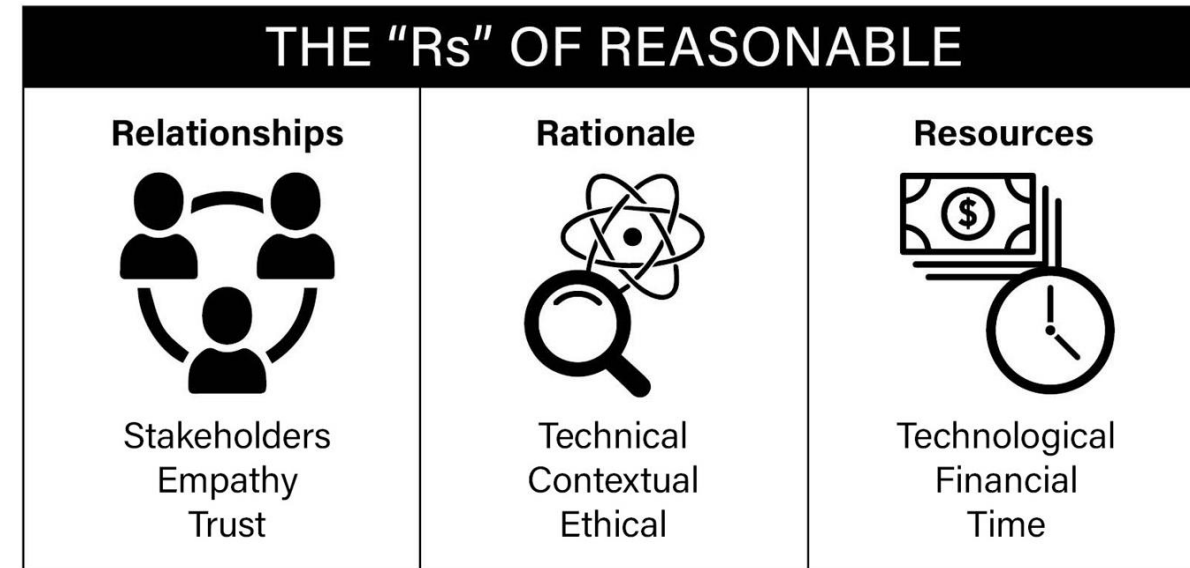 THE “Rs” OF REASONABLE
Relationships
Stakeholders
Empathy
Trust
Rationale
Technical
Contextual
Ethical
Resources
$
Technological
Financial
Time